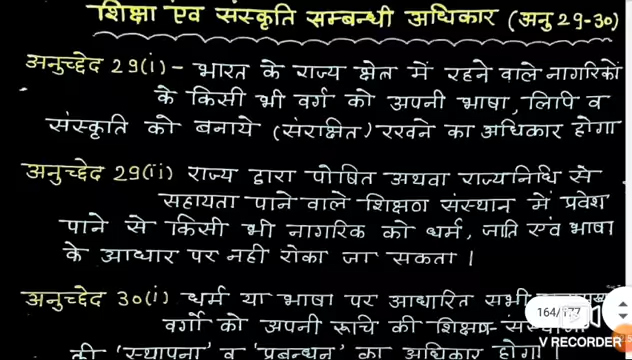 शिक्षा एंव संस्कृति सम्बन्धी अधिकार (अनु 29-30)
अनुच्छेद 29(i) - भारत के राज्य क्षेत्र में रहने वाले नागरिकों
के किसी भी वर्ग को अपनी भाषा, लिपि व
संस्कृति को बनाये (संरक्षित) रखने का अधिकार होगा
अनुच्छेद 29(ii) राज्य द्वारा पोषित अथवा राज्यनिधि से
सहायता पाने वाले शिक्षण संस्थान में प्रवेश
पाने से किसी भी नागरिक को धर्म, जाति एंव भाषा
के आधार पर नही रोका जा सकता।
अनुच्छेद 30(i) धर्म या भाषा पर आधारित सभी
164/177
वर्गो को अपनी रूचि की शिक्षण
V RECORDER
की 'स्थापना' व 'प्रबन्धन' का अधिकार होगा